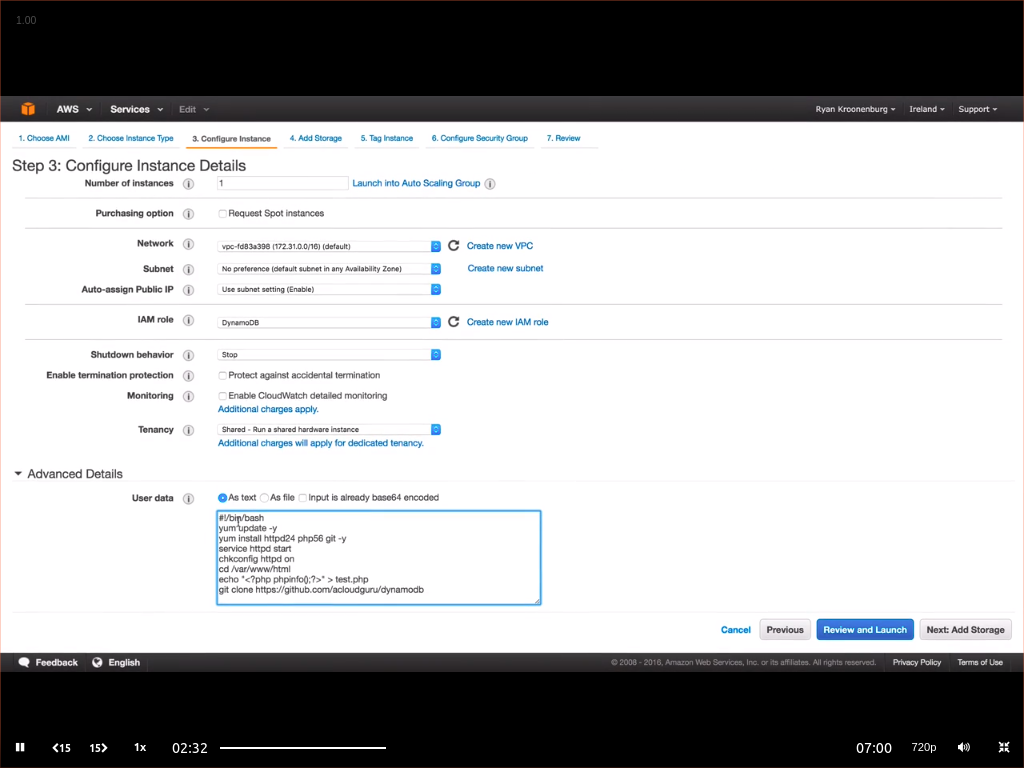 1.00
AWS Services Edit Ryan Kroonenburg Ireland Support
1. Choose AMI 2. Choose Instance Type 3. Configure Instance 4. Add Storage 5. Tag Instance 6. Configure Security Group 7. Review
Step 3: Configure Instance Details
Number of instances 1 Launch into Auto Scaling Group
Purchasing option Request Spot instances
Network vpc-fd83a398 (172.31.0.0/16) (default) Create new VPC
Subnet No preference (default subnet in any Availability Zone) Create new subnet
Auto-assign Public IP Use subnet setting (Enable)
IAM role DynamoDB Create new IAM role
Shutdown behavior Stop
Enable termination protection Protect against accidental termination
Monitoring Enable CloudWatch detailed monitoring
Additional charges apply.
Tenancy Shared - Run a shared hardware instance
Additional charges will apply for dedicated tenancy.
Advanced Details
User data As text As file Input is already base64 encoded
#!/bin/bash
yum update -y
yum install httpd24 php56 git -y
service httpd start
chkconfig httpd on
cd /var/www/html
echo "<?php phpinfo();?>" > test.php
git clone https://github.com/acloudguru/dynamodb
Cancel Previous Review and Launch Next: Add Storage
Feedback English © 2008 - 2016, Amazon Web Services, Inc. or its affiliates. All rights reserved. Privacy Policy Terms of Use
15 15 1x 02:32 07:00 720p